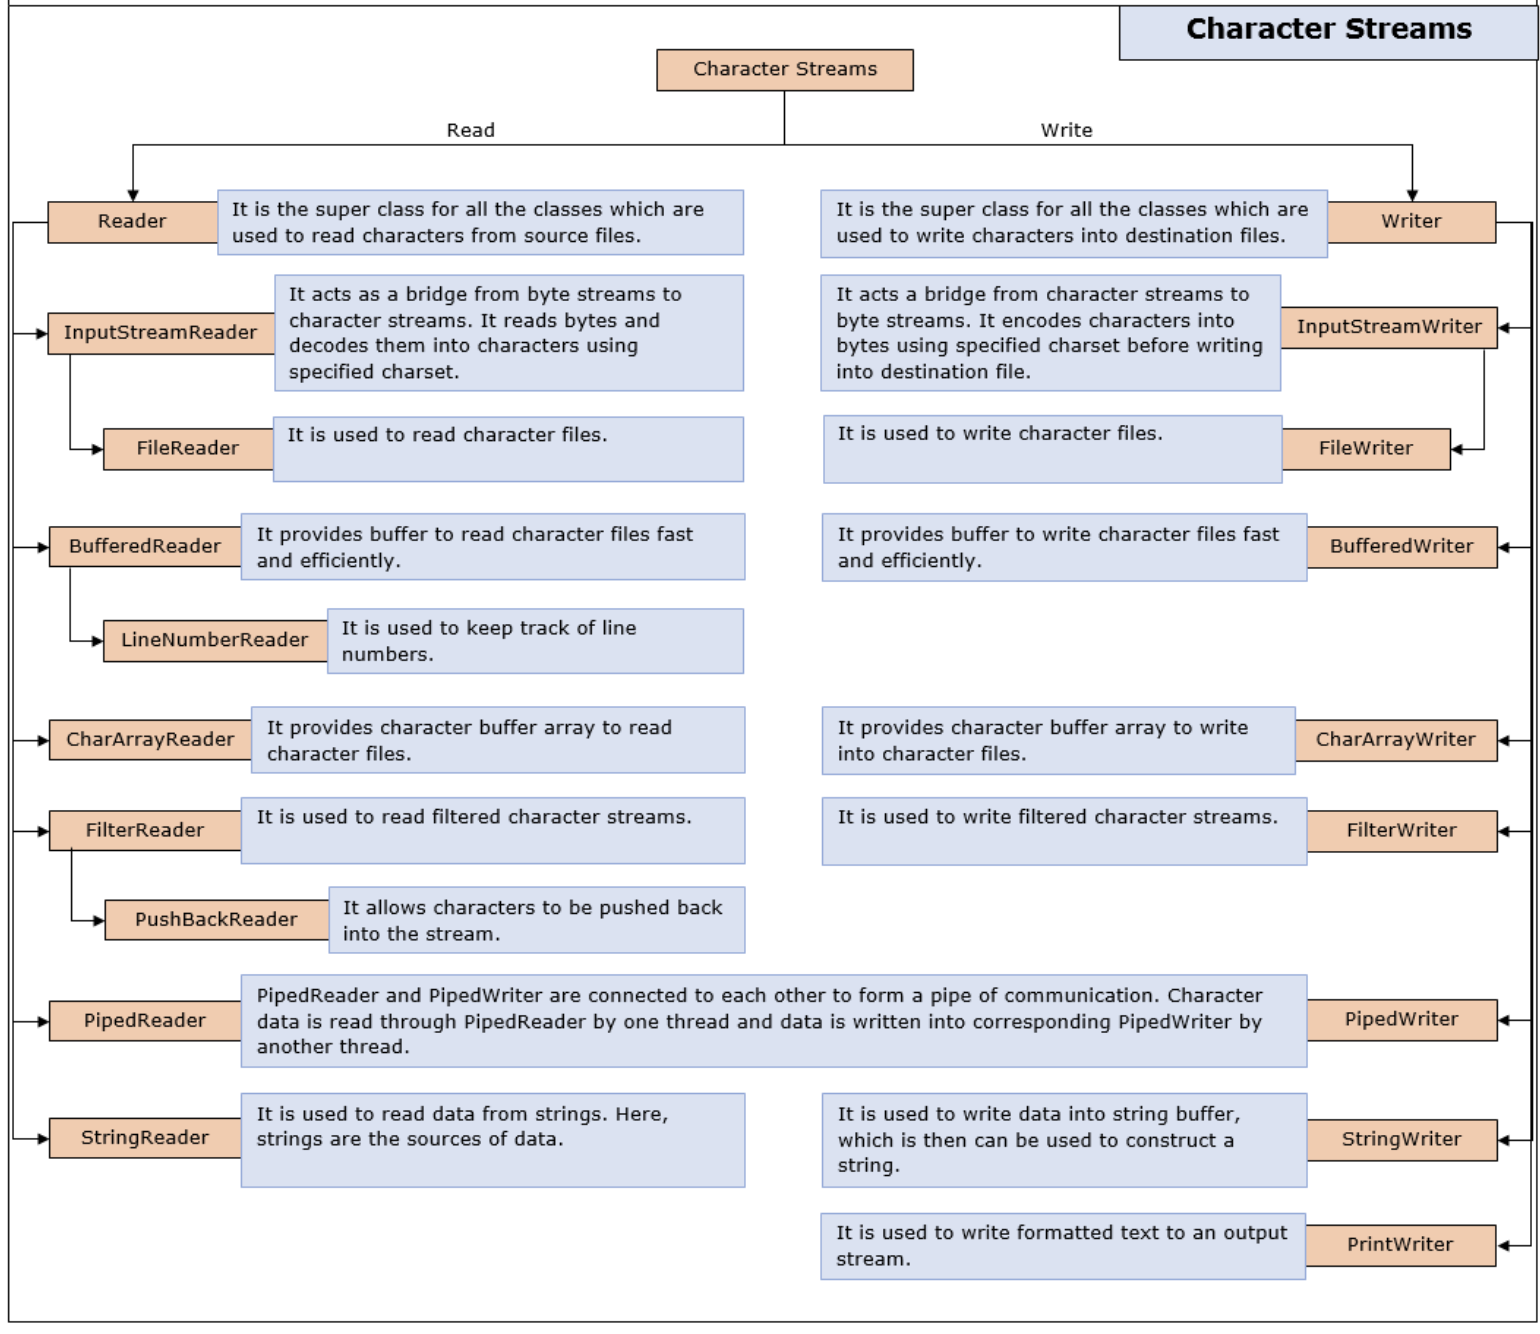 Character Streams
Character Streams
Read
Write
Reader
It is the super class for all the classes which are
used to read characters from source files.
It is the super class for all the classes which are
used to write characters into destination files.
Writer
InputStreamReader
It acts as a bridge from byte streams to
character streams. It reads bytes and
decodes them into characters using
specified charset.
It acts a bridge from character streams to
byte streams. It encodes characters into
bytes using specified charset before writing
into destination file.
InputStreamWriter
FileReader
It is used to read character files.
It is used to write character files.
FileWriter
BufferedReader
It provides buffer to read character files fast
and efficiently.
It provides buffer to write character files fast
and efficiently.
BufferedWriter
LineNumberReader
It is used to keep track of line
numbers.
CharArrayReader
It provides character buffer array to read
character files.
It provides character buffer array to write
into character files.
CharArrayWriter
FilterReader
It is used to read filtered character streams.
It is used to write filtered character streams.
FilterWriter
PushBackReader
It allows characters to be pushed back
into the stream.
PipedReader
PipedReader and PipedWriter are connected to each other to form a pipe of communication. Character
data is read through PipedReader by one thread and data is written into corresponding PipedWriter by
another thread.
PipedWriter
StringReader
It is used to read data from strings. Here,
strings are the sources of data.
It is used to write data into string buffer,
which is then can be used to construct a
string.
StringWriter
It is used to write formatted text to an output
stream.
PrintWriter